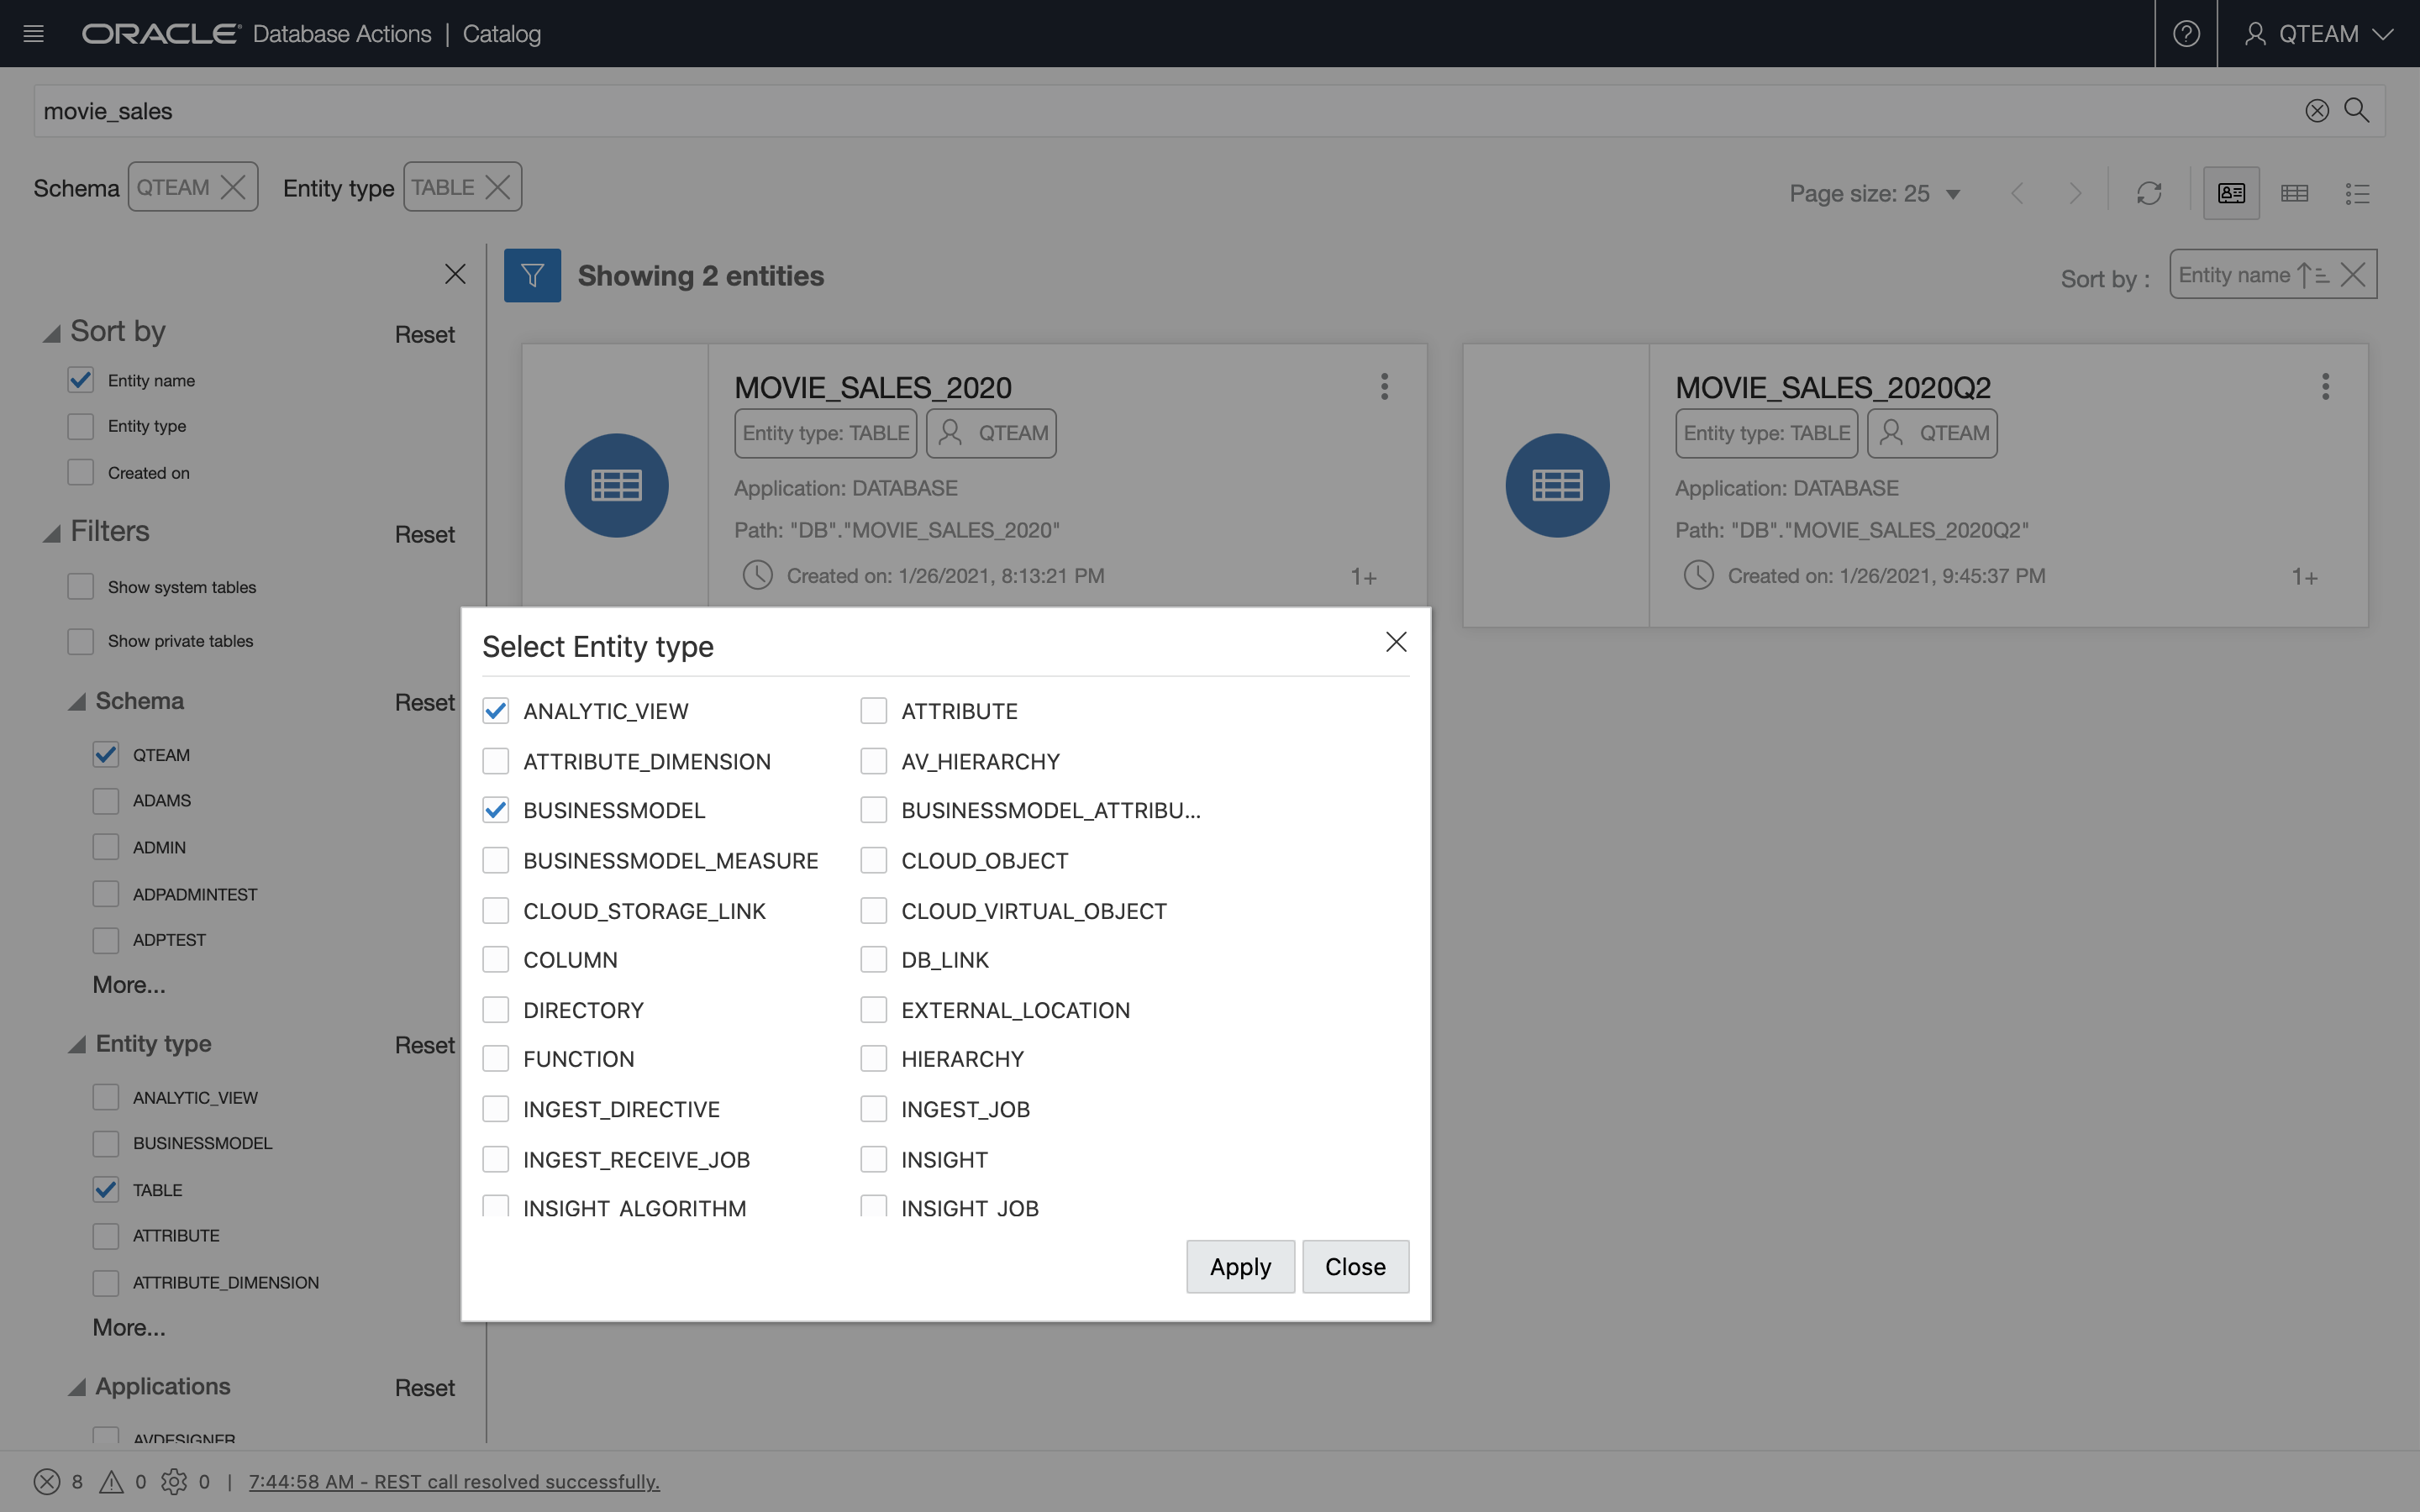 ORACLE Database Actions | Catalog
QTEAM
movie_sales
Schema QTEAM Entity type TABLE
Page size: 25
Showing 2 entities
Sort by : Entity name
Sort by Reset
Entity name
Entity type
Created on
Filters Reset
Show system tables
Show private tables
Schema Reset
QTEAM
ADAMS
ADMIN
ADPADMINTEST
ADPTEST
More...
Entity type Reset
ANALYTIC_VIEW
BUSINESSMODEL
TABLE
ATTRIBUTE
ATTRIBUTE_DIMENSION
More...
Applications Reset
AVDESIGNER
MOVIE_SALES_2020
Entity type: TABLE QTEAM
Application: DATABASE
Path: "DB"."MOVIE_SALES_2020"
Created on: 1/26/2021, 8:13:21 PM 1+
MOVIE_SALES_2020Q2
Entity type: TABLE QTEAM
Application: DATABASE
Path: "DB"."MOVIE_SALES_2020Q2"
Created on: 1/26/2021, 9:45:37 PM 1+
Select Entity type
ANALYTIC_VIEW ATTRIBUTE
ATTRIBUTE_DIMENSION AV_HIERARCHY
BUSINESSMODEL BUSINESSMODEL_ATTRIBU...
BUSINESSMODEL_MEASURE CLOUD_OBJECT
CLOUD_STORAGE_LINK CLOUD_VIRTUAL_OBJECT
COLUMN DB_LINK
DIRECTORY EXTERNAL_LOCATION
FUNCTION HIERARCHY
INGEST_DIRECTIVE INGEST_JOB
INGEST_RECEIVE_JOB INSIGHT
INSIGHT_ALGORITHM INSIGHT_JOB
Apply Close
8 0 0 | 7:44:58 AM - REST call resolved successfully.